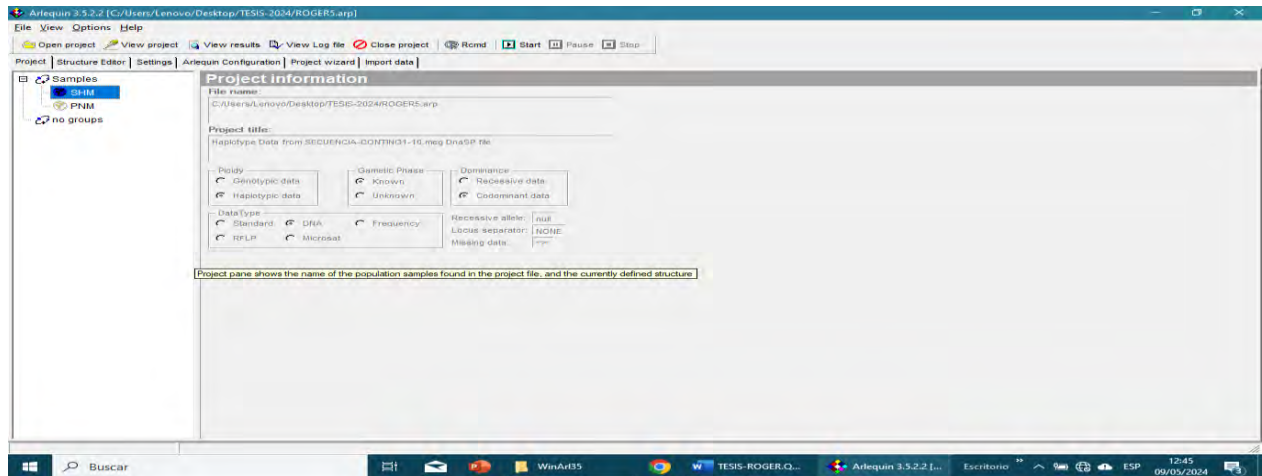 Arlequin 3.5.2.2 [C:/Users/Lenovo/Desktop/TESIS-2024/ROGER5.arp]
File View Options Help
Open project View project View results View Log file Close project Rcmd Start Pause Stop
Project Structure Editor Settings Arlequin Configuration Project wizard Import data
Samples
SHM
PNM
no groups
Project information
File name:
C:/Users/Lenovo/Desktop/TESIS-2024/ROGER5.arp
Project title:
Haplotype Data from SECUENCIA-CONTING1-10.meg DnaSP file
Ploidy
Genotypic data
Haplotypic data
Gametic Phase
Known
Unknown
Dominance
Recessive data
Codominant data
DataType
Standard DNA Frequency
RFLP Microsat
Recessive allele: null
Locus separator: NONE
Missing data:
Project pane shows the name of the population samples found in the project file, and the currently defined structure
Buscar
WinArl35
TESIS-ROGER.Q...
Arlequin 3.5.2.2 [...
Escritorio
ESP
12:45
09/05/2024